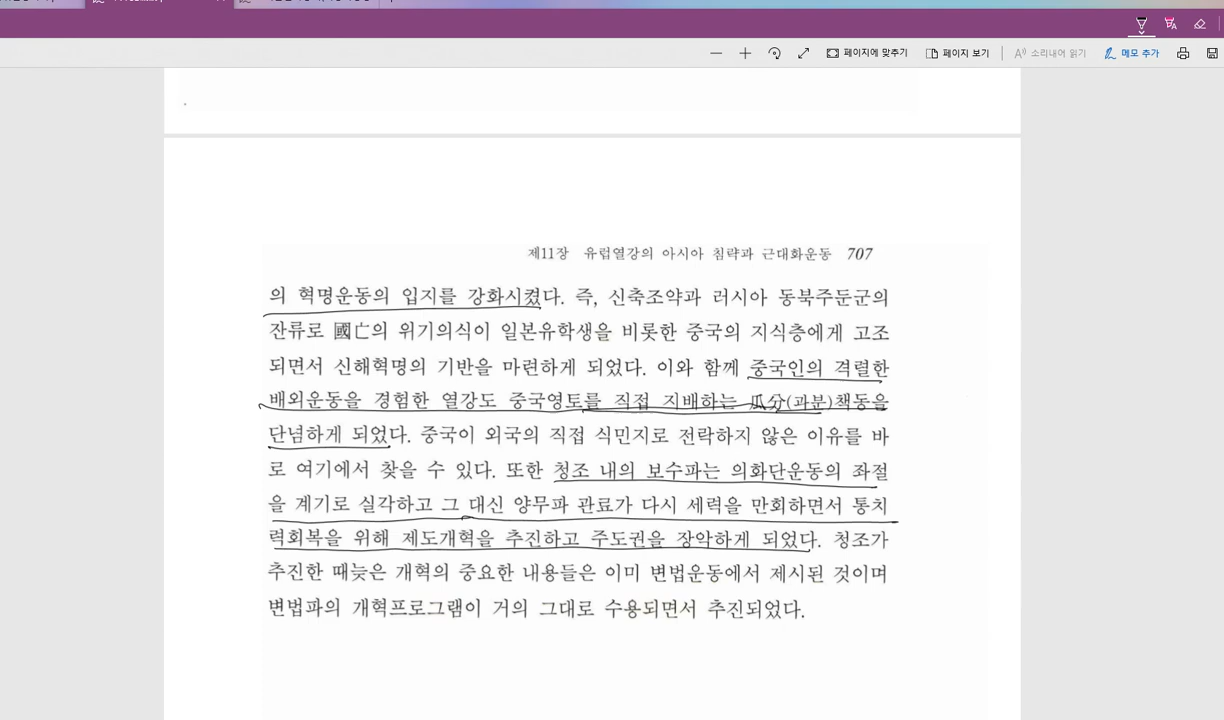 페이지에 맞추기 페이지 보기 소리내어 읽기 메모 추가
제11장 유럽열강의 아시아 침략과 근대화운동 707
의 혁명운동의 입지를 강화시켰다. 즉, 신축조약과 러시아 동북주둔군의
잔류로 國亡의 위기의식이 일본유학생을 비롯한 중국의 지식층에게 고조
되면서 신해혁명의 기반을 마련하게 되었다. 이와 함께 중국인의 격렬한
배외운동을 경험한 열강도 중국영토를 직접 지배하는 瓜分(과분)책동을
단념하게 되었다. 중국이 외국의 직접 식민지로 전락하지 않은 이유를 바
로 여기에서 찾을 수 있다. 또한 청조 내의 보수파는 의화단운동의 좌절
을 계기로 실각하고 그 대신 양무파 관료가 다시 세력을 만회하면서 통치
력회복을 위해 제도개혁을 추진하고 주도권을 장악하게 되었다. 청조가
추진한 때늦은 개혁의 중요한 내용들은 이미 변법운동에서 제시된 것이며
변법파의 개혁프로그램이 거의 그대로 수용되면서 추진되었다.